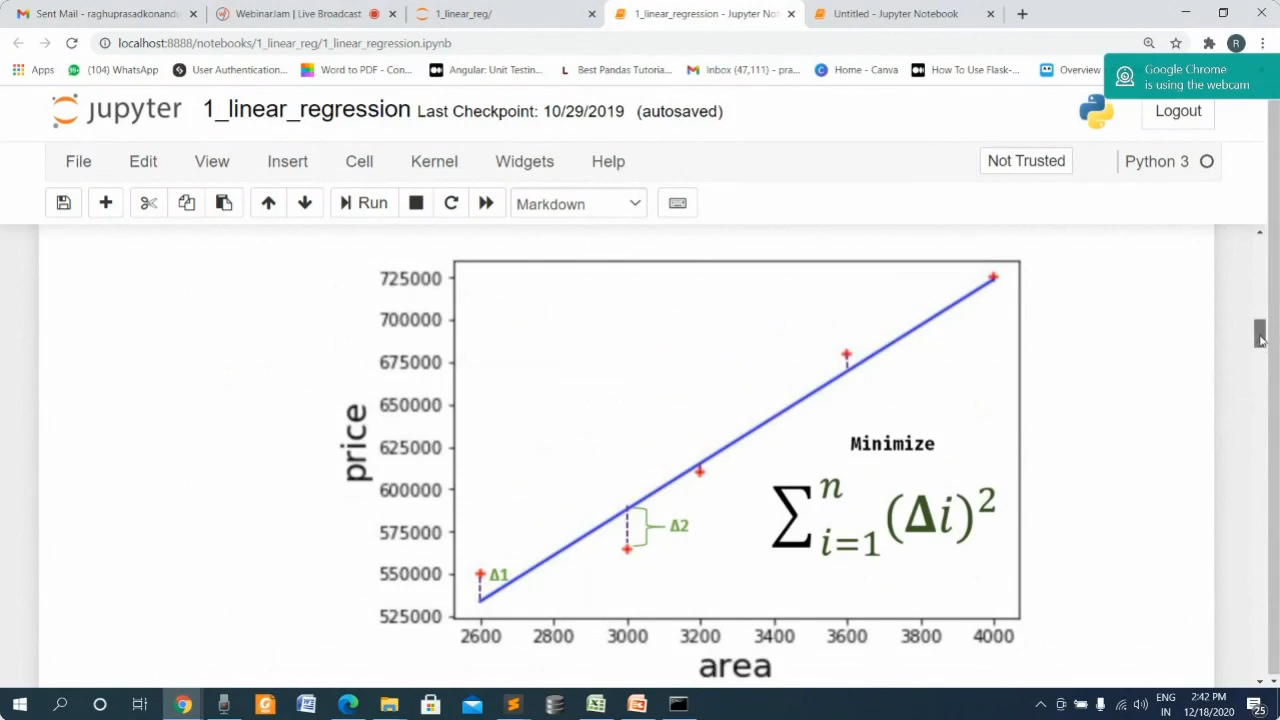 Sent Mail - raghuprasadkonandu
WebinarJam | Live Broadcast
1_linear_reg/
1_linear_regression - Jupyter Not
Untitled - Jupyter Notebook
localhost:8888/notebooks/1_linear_reg/1_linear_regression.ipynb
R
Apps
(104) WhatsApp
User Authentication...
Word to PDF - Con...
Angular: Unit Testin...
Best Pandas Tutoria...
Inbox (47,111) - pra...
Home - Canva
How To Use Flask-...
Overview
Google Chrome
is using the webcam
jupyter 1_linear_regression Last Checkpoint: 10/29/2019 (autosaved)
Logout
File Edit View Insert Cell Kernel Widgets Help
Not Trusted
Python 3
Run
Markdown
725000
700000
675000
650000
625000
600000
575000
550000
525000
price
Minimize
∑ⁿᵢ₌₁(Δi)²
Δ2
Δ1
2600 2800 3000 3200 3400 3600 3800 4000
area
ENG
IN
2:42 PM
12/18/2020
25